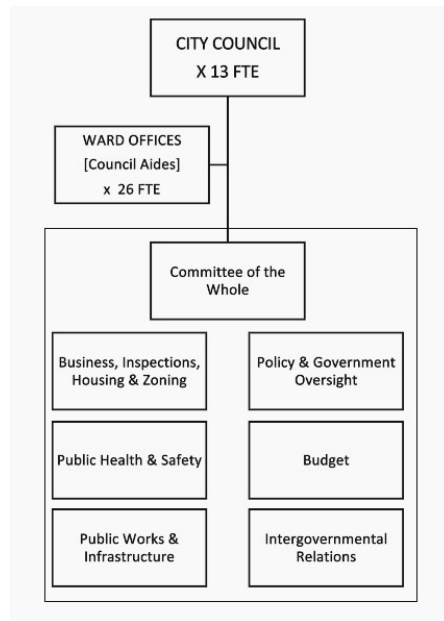 CITY COUNCIL
X 13 FTE
WARD OFFICES
[Council Aides]
x 26 FTE
Committee of the
Whole
Business, Inspections,
Housing & Zoning
Policy & Government
Oversight
Public Health & Safety
Budget
Public Works &
Infrastructure
Intergovernmental
Relations